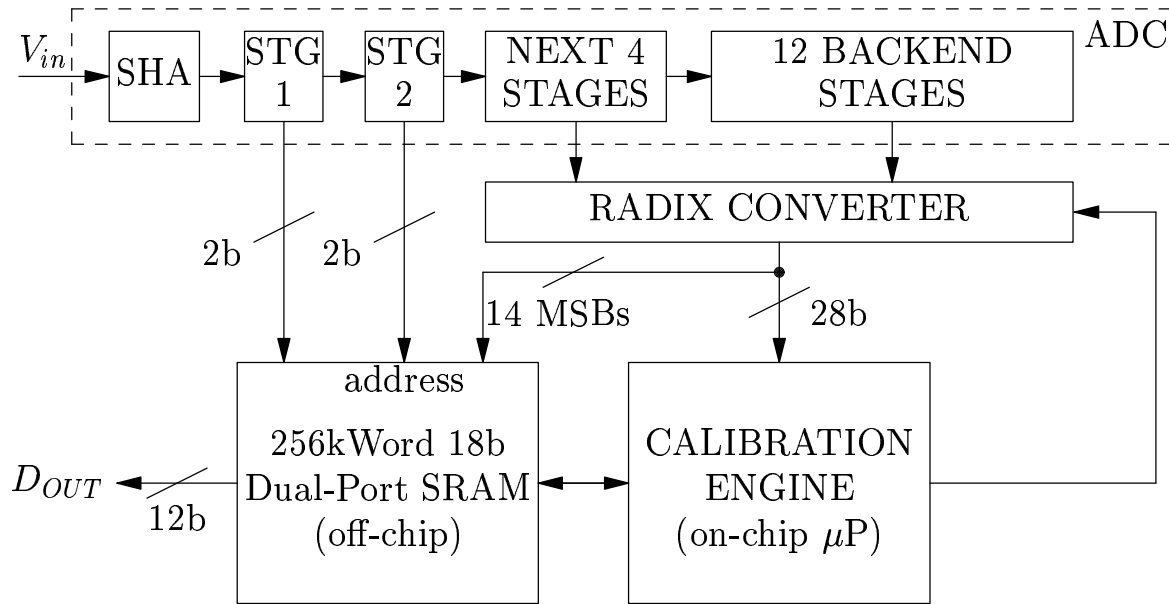 ADC
V_in
SHA
STG
1
STG
2
NEXT 4
STAGES
12 BACKEND
STAGES
RADIX CONVERTER
2b
2b
14 MSBs
28b
address
256kWord 18b
Dual-Port SRAM
(off-chip)
CALIBRATION
ENGINE
(on-chip μP)
D_OUT
12b